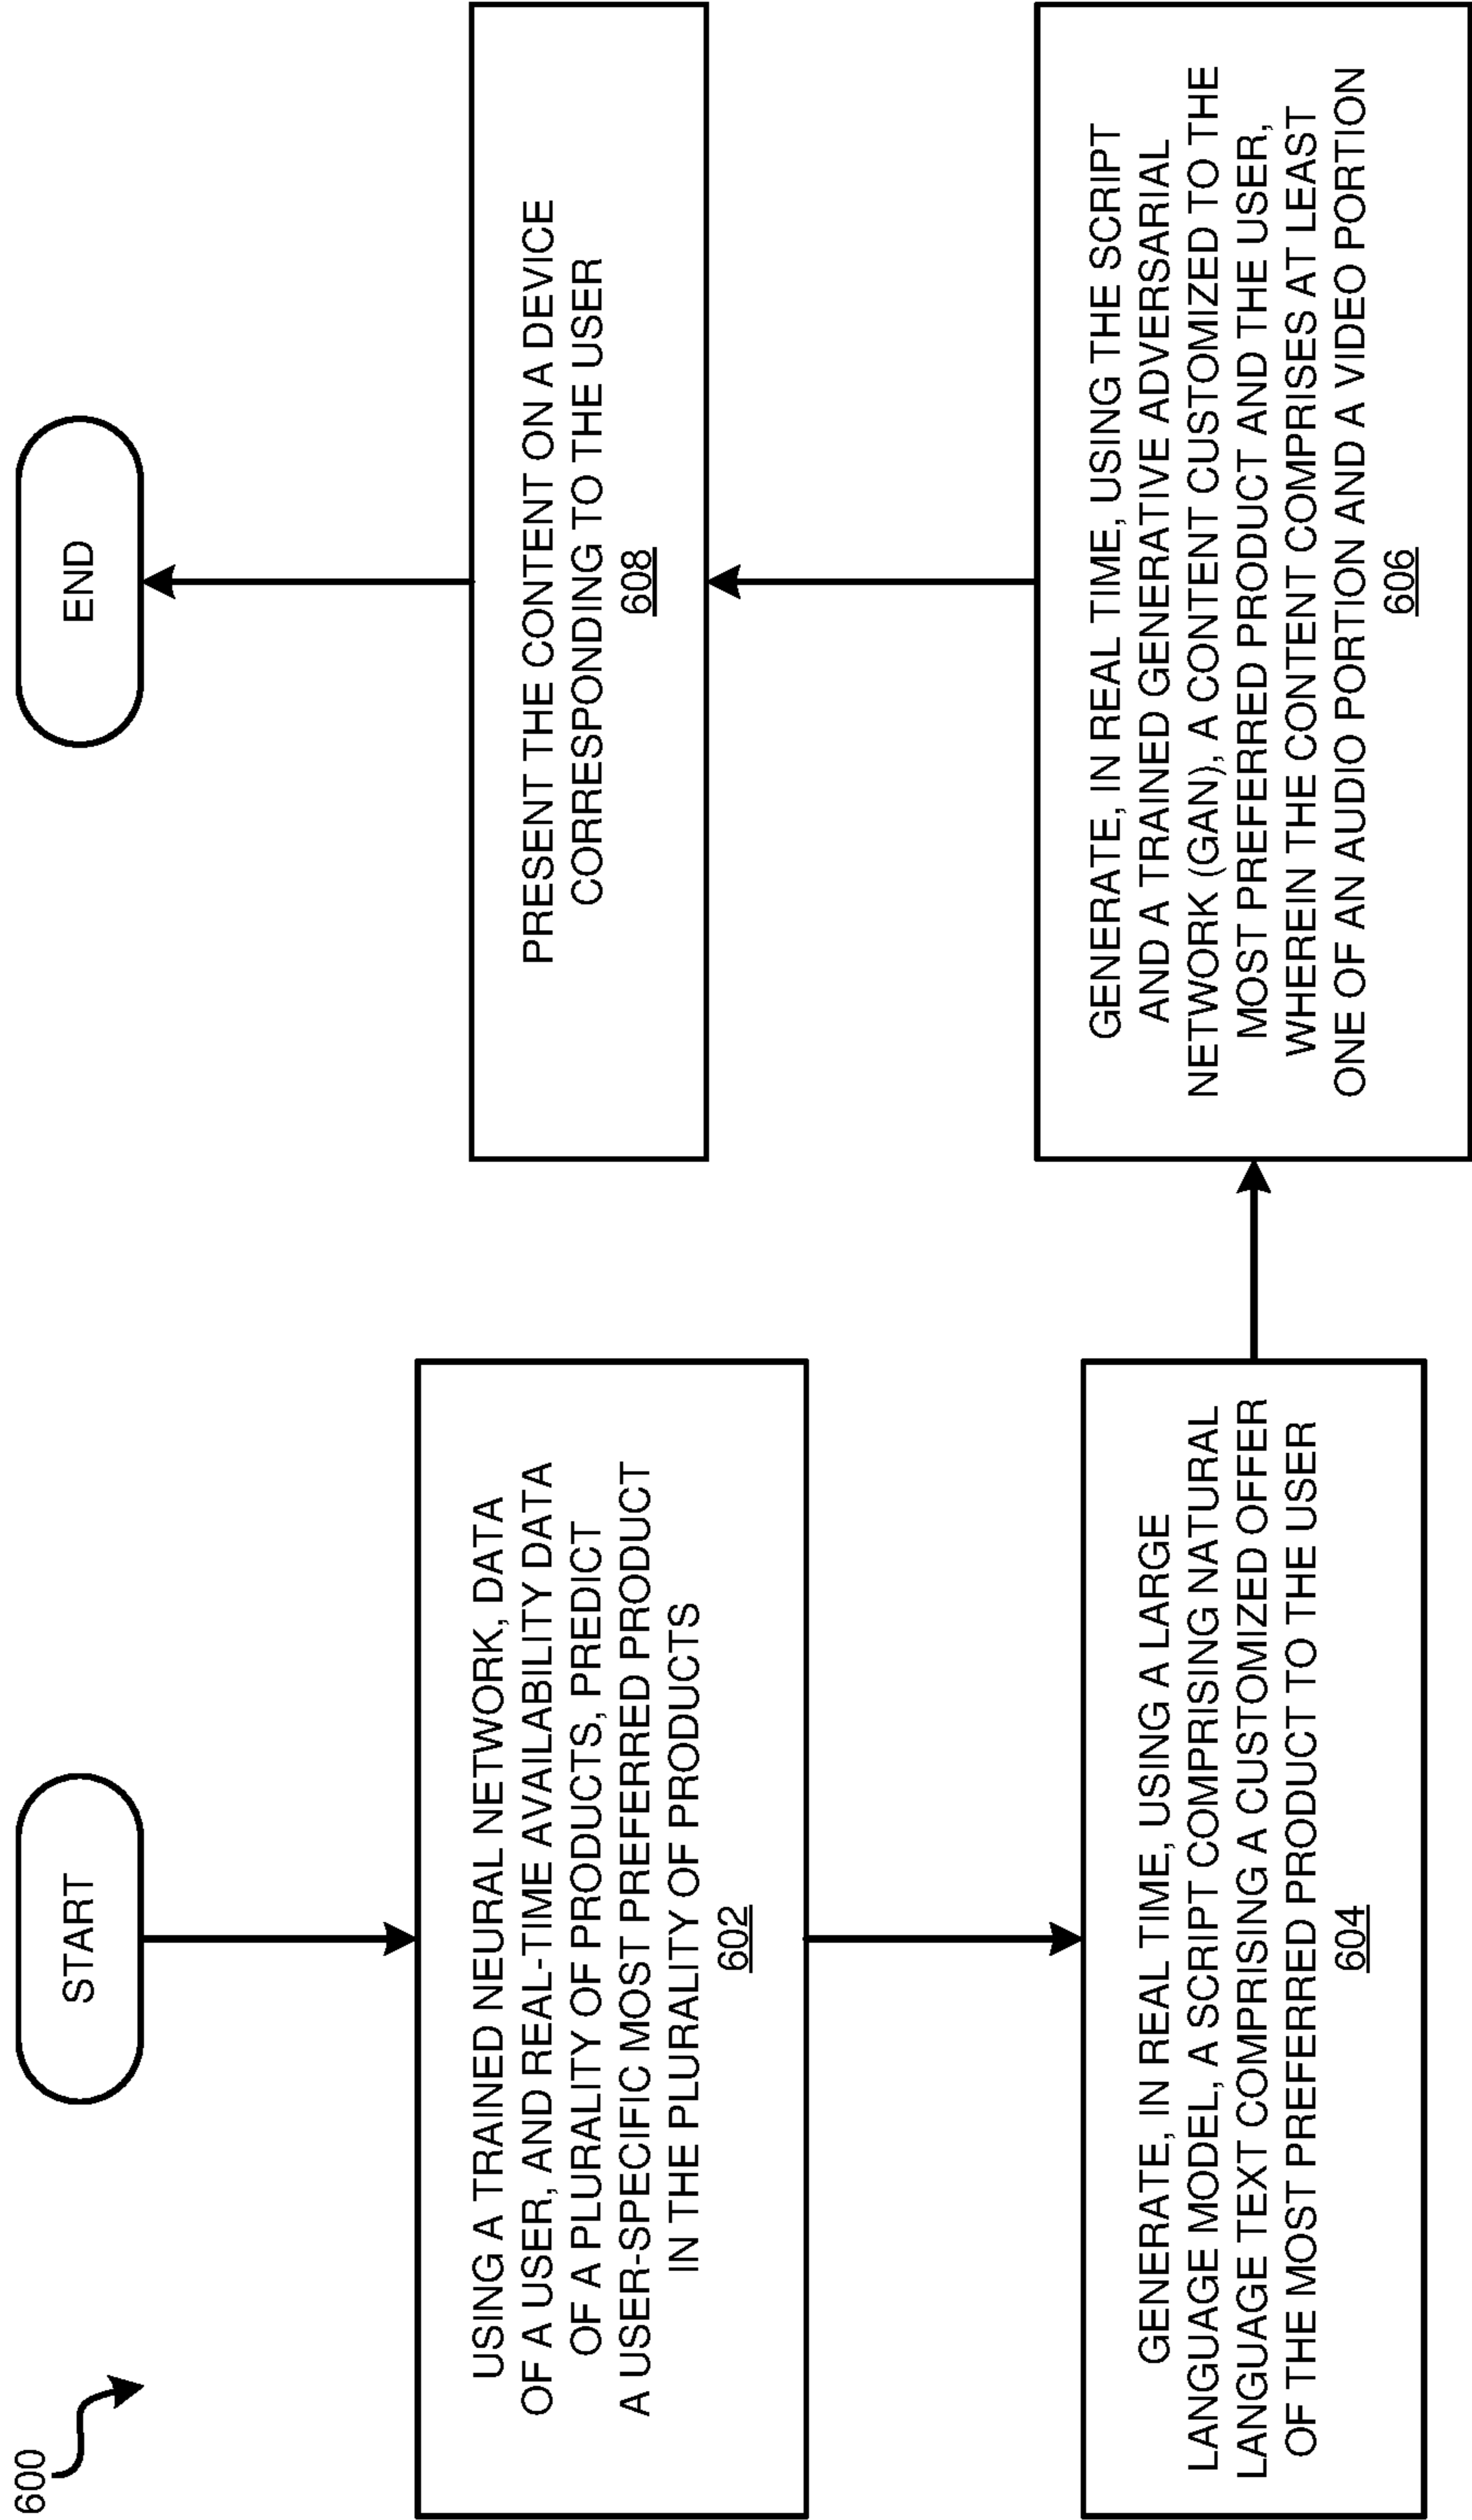 600
START
USING A TRAINED NEURAL NETWORK, DATA
OF A USER, AND REAL-TIME AVAILABILITY DATA
OF A PLURALITY OF PRODUCTS, PREDICT
A USER-SPECIFIC MOST PREFERRED PRODUCT
IN THE PLURALITY OF PRODUCTS
602
GENERATE, IN REAL TIME, USING A LARGE
LANGUAGE MODEL, A SCRIPT COMPRISING NATURAL
LANGUAGE TEXT COMPRISING A CUSTOMIZED OFFER
OF THE MOST PREFERRED PRODUCT TO THE USER
604
GENERATE, IN REAL TIME, USING THE SCRIPT
AND A TRAINED GENERATIVE ADVERSARIAL
NETWORK (GAN), A CONTENT CUSTOMIZED TO THE
MOST PREFERRED PRODUCT AND THE USER,
WHEREIN THE CONTENT COMPRISES AT LEAST
ONE OF AN AUDIO PORTION AND A VIDEO PORTION
606
PRESENT THE CONTENT ON A DEVICE
CORRESPONDING TO THE USER
608
END